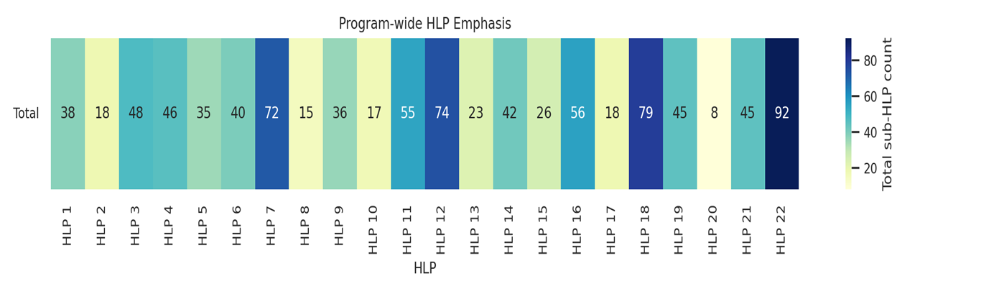 Program-wide HLP Emphasis
Total 38 18 48 46 35 40 72 15 36 17 55 74 23 42 26 56 18 79 45 8 45 92
HLP 1 HLP 2 HLP 3 HLP 4 HLP 5 HLP 6 HLP 7 HLP 8 HLP 9 HLP 10 HLP 11 HLP 12 HLP 13 HLP 14 HLP 15 HLP 16 HLP 17 HLP 18 HLP 19 HLP 20 HLP 21 HLP 22
HLP
80
60
40
20
Total sub-HLP count